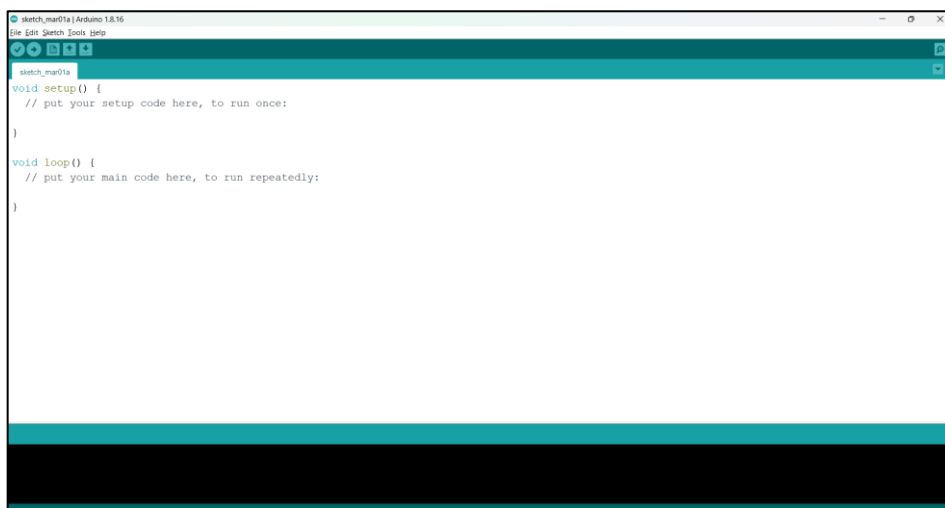 sketch_mar01a | Arduino 1.8.16
File Edit Sketch Tools Help
sketch_mar01a
void setup() {
  // put your setup code here, to run once:
}
void loop() {
  // put your main code here, to run repeatedly:
}